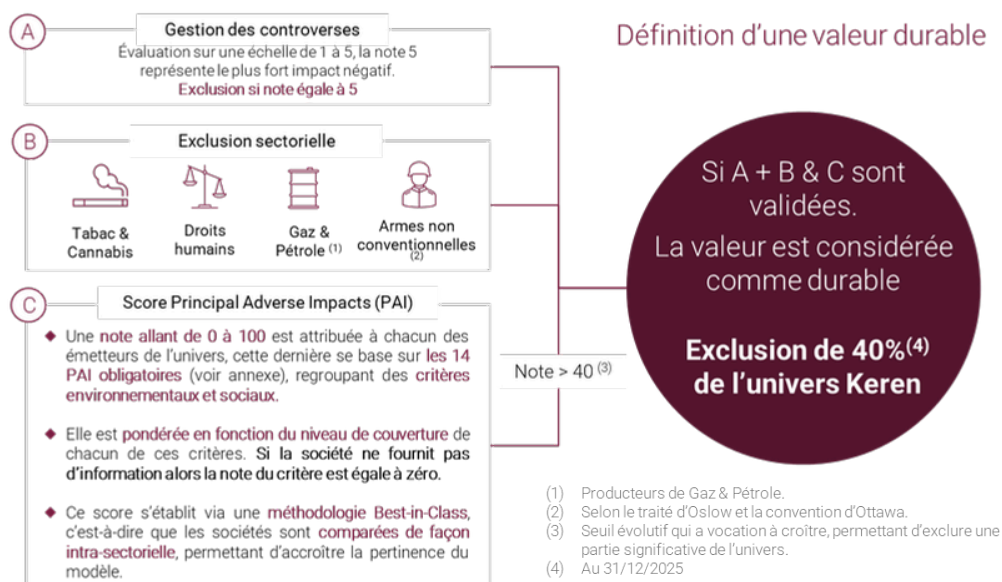 A
Gestion des controverses
Évaluation sur une échelle de 1 à 5, la note 5
représente le plus fort impact négatif.
Exclusion si note égale à 5
B
Exclusion sectorielle
Tabac &
Cannabis
Droits
humains
Gaz &
Pétrole (1)
Armes non
conventionnelles
(2)
C
Score Principal Adverse Impacts (PAI)
◆ Une note allant de 0 à 100 est attribuée à chacun des
émetteurs de l'univers, cette dernière se base sur les 14
PAI obligatoires (voir annexe), regroupant des critères
environnementaux et sociaux.
◆ Elle est pondérée en fonction du niveau de couverture de
chacun de ces critères. Si la société ne fournit pas
d'information alors la note du critère est égale à zéro.
◆ Ce score s'établit via une méthodologie Best-in-Class,
c'est-à-dire que les sociétés sont comparées de façon
intra-sectorielle, permettant d'accroître la pertinence du
modèle.
Note > 40 (3)
Définition d'une valeur durable
Si A + B & C sont
validées.
La valeur est considérée
comme durable
Exclusion de 40%(4)
de l'univers Keren
(1) Producteurs de Gaz & Pétrole.
(2) Selon le traité d'Oslow et la convention d'Ottawa.
(3) Seuil évolutif qui a vocation à croître, permettant d'exclure une
partie significative de l'univers.
(4) Au 31/12/2025